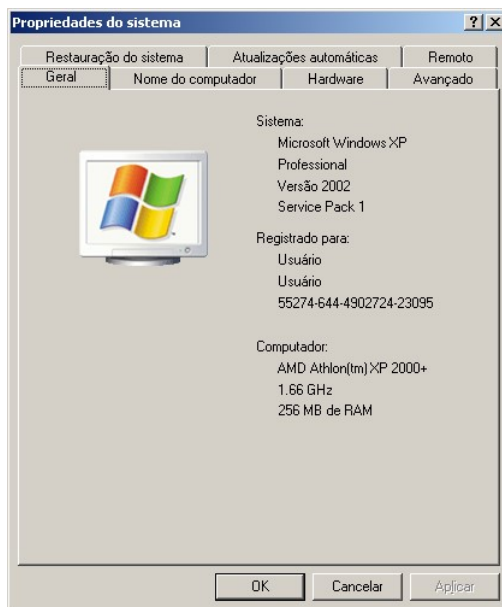 Propriedades do sistema
Restauração do sistema Atualizações automáticas Remoto
Geral Nome do computador Hardware Avançado
Sistema:
Microsoft Windows XP
Professional
Versão 2002
Service Pack 1
Registrado para:
Usuário
Usuário
55274-644-4902724-23095
Computador:
AMD Athlon(tm) XP 2000+
1.66 GHz
256 MB de RAM
OK Cancelar Aplicar